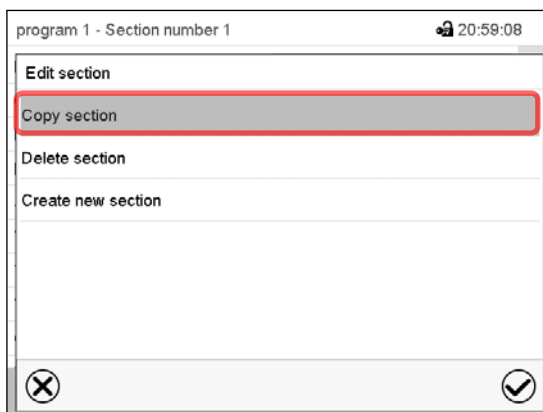 program 1 - Section number 1 20:59:08
Edit section
Copy section
Delete section
Create new section